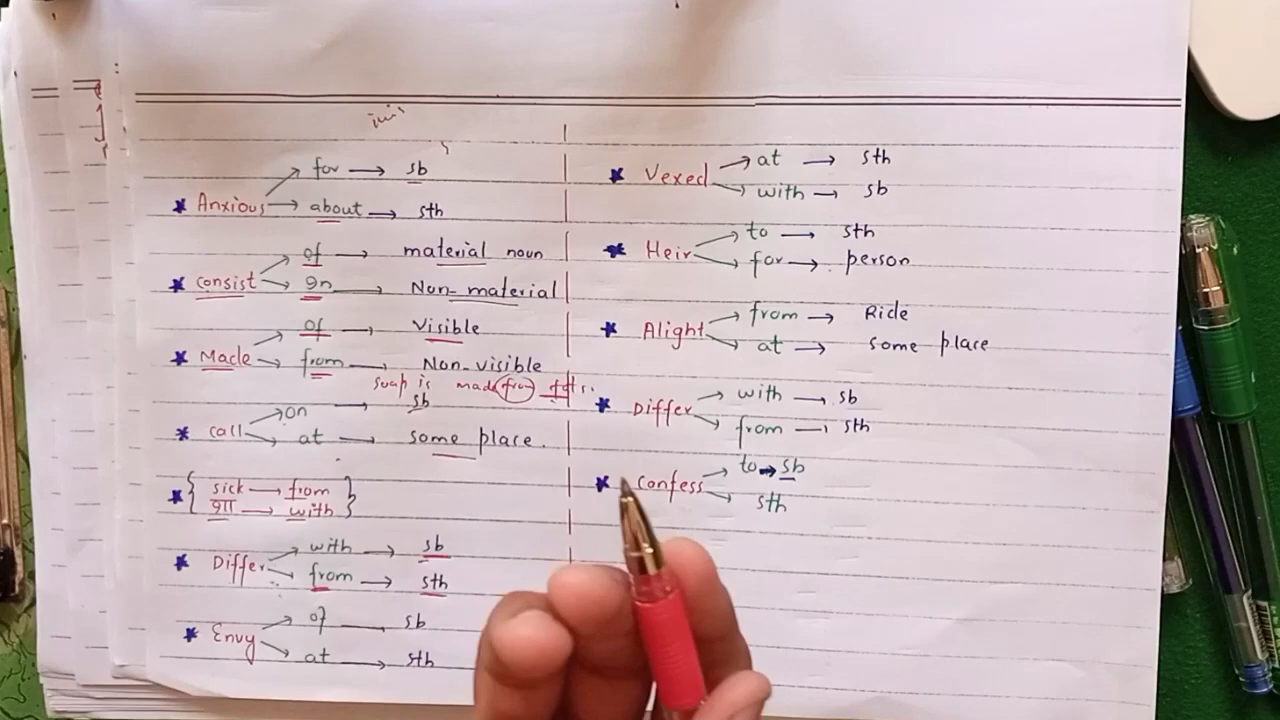 for → sb
★ Anxious → about → sth
of → material noun
★ consist → In → Non-material
of → Visible
★ Made → from → Non-visible
soap is made from fats.
on → sb
★ call → at → some place.
★ { sick → from
Ill → with }
with → sb
★ Differ → from → sth
of → sb
★ Envy → at → sth
at → sth
★ Vexed → with → sb
to → sth
★ Heir → for → person
from → Ride
★ Alight → at → some place
with → sb
★ Differ → from → sth
to → sb
★ confess → sth